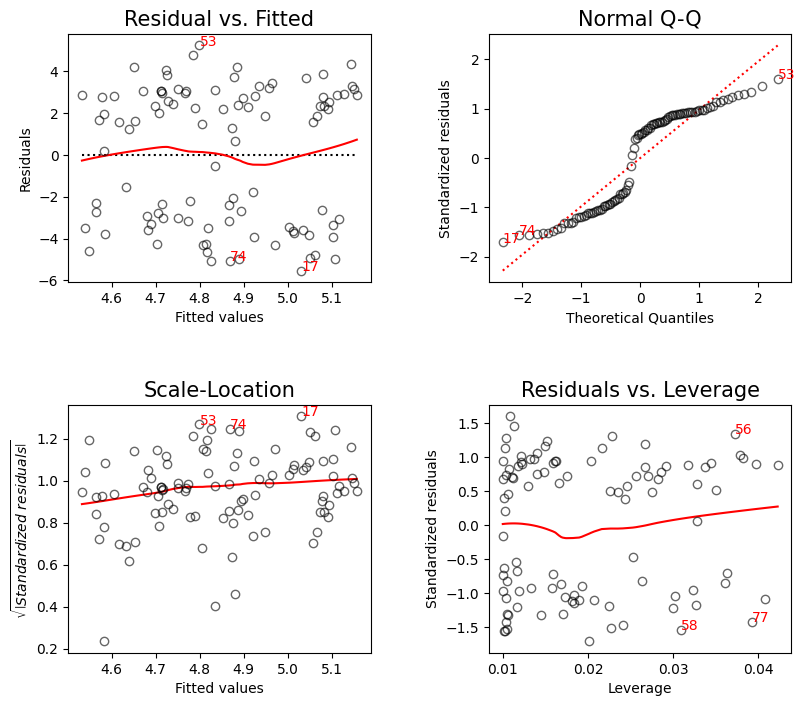 Residual vs. Fitted
53
74
17
4
2
0
−2
−4
−6
4.6 4.7 4.8 4.9 5.0 5.1
Residuals
Fitted values
Normal Q-Q
53
74
17
2
1
0
−1
−2
−2 −1 0 1 2
Standardized residuals
Theoretical Quantiles
Scale-Location
53
74
17
1.2
1.0
0.8
0.6
0.4
0.2
4.6 4.7 4.8 4.9 5.0 5.1
√|Standardized residuals|
Fitted values
Residuals vs. Leverage
56
58
77
1.5
1.0
0.5
0.0
−0.5
−1.0
−1.5
0.01 0.02 0.03 0.04
Standardized residuals
Leverage